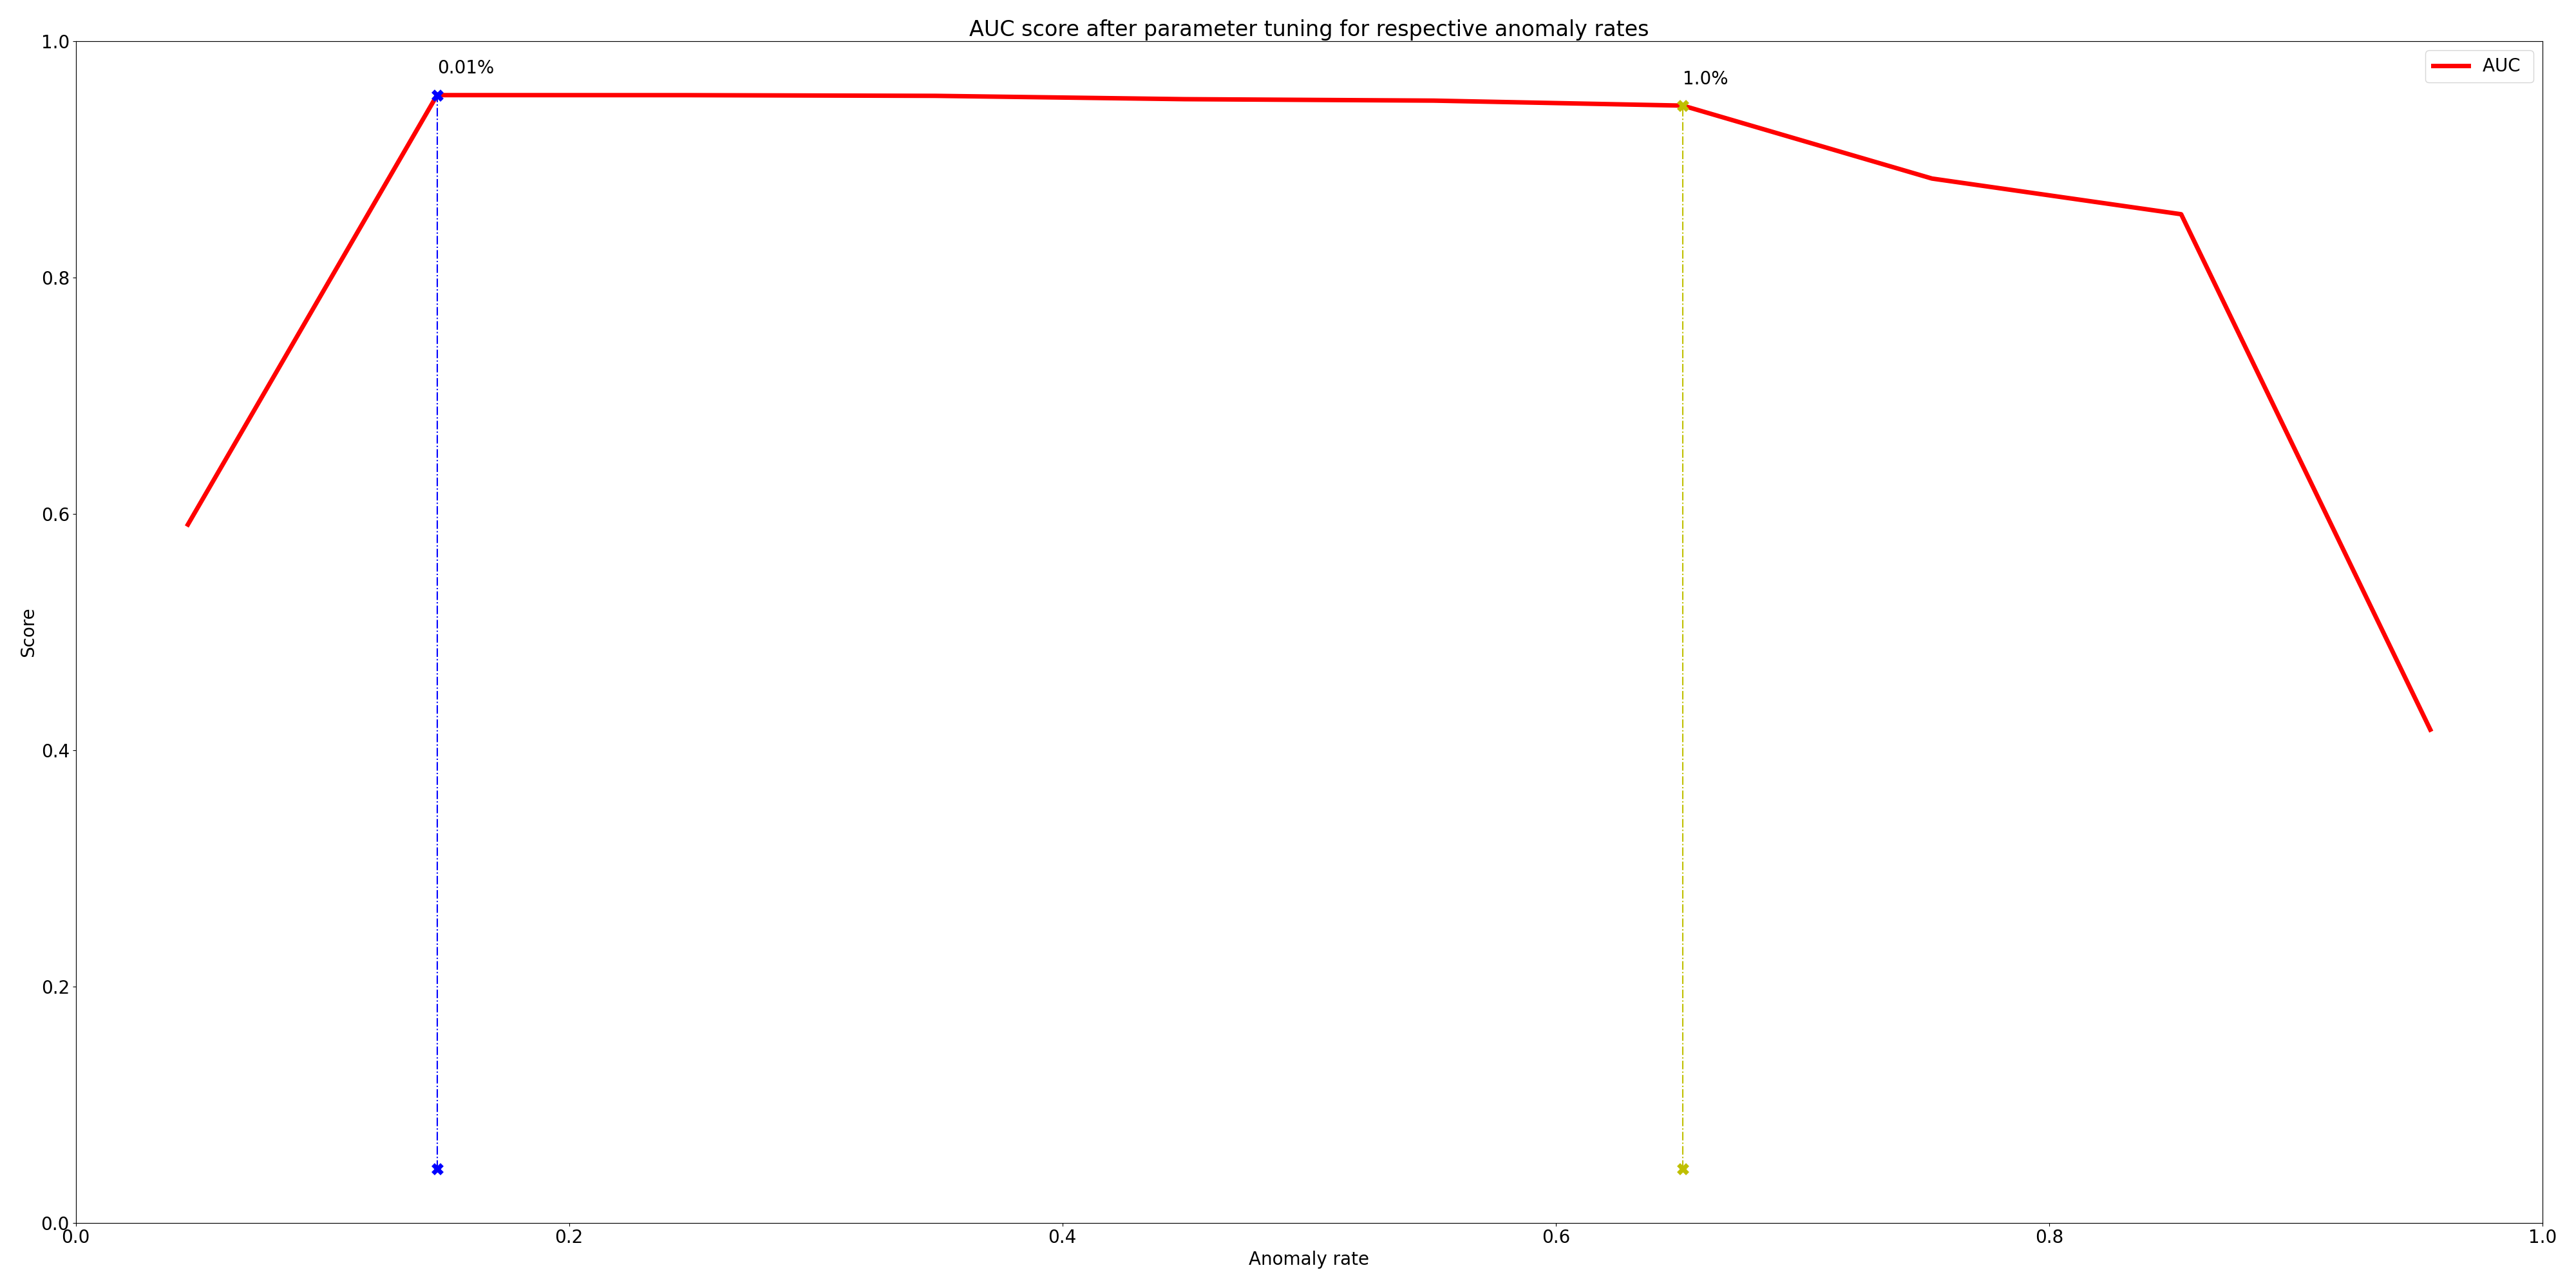 AUC score after parameter tuning for respective anomaly rates
1.0
0.01%
1.0%
AUC
0.8
0.6
Score
0.4
0.2
0.0
0.0 0.2 0.4 0.6 0.8 1.0
Anomaly rate